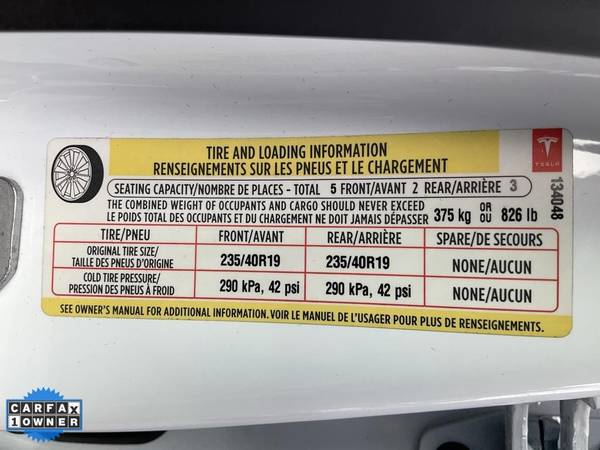 TIRE AND LOADING INFORMATION
RENSEIGNEMENTS SUR LES PNEUS ET LE CHARGEMENT
TESLA
SEATING CAPACITY/NOMBRE DE PLACES - TOTAL 5 FRONT/AVANT 2 REAR/ARRIÈRE 3
THE COMBINED WEIGHT OF OCCUPANTS AND CARGO SHOULD NEVER EXCEED
LE POIDS TOTAL DES OCCUPANTS ET DU CHARGEMENT NE DOIT JAMAIS DÉPASSER 375 kg OR OU 826 lb
134048
TIRE/PNEU FRONT/AVANT REAR/ARRIÈRE SPARE/DE SECOURS
ORIGINAL TIRE SIZE/
TAILLE DES PNEUS D'ORIGINE 235/40R19 235/40R19 NONE/AUCUN
COLD TIRE PRESSURE/
PRESSION DES PNEUS À FROID 290 kPa, 42 psi 290 kPa, 42 psi NONE/AUCUN
SEE OWNER'S MANUAL FOR ADDITIONAL INFORMATION. VOIR LE MANUEL DE L'USAGER POUR PLUS DE RENSEIGNEMENTS.
CARFAX
1 OWNER